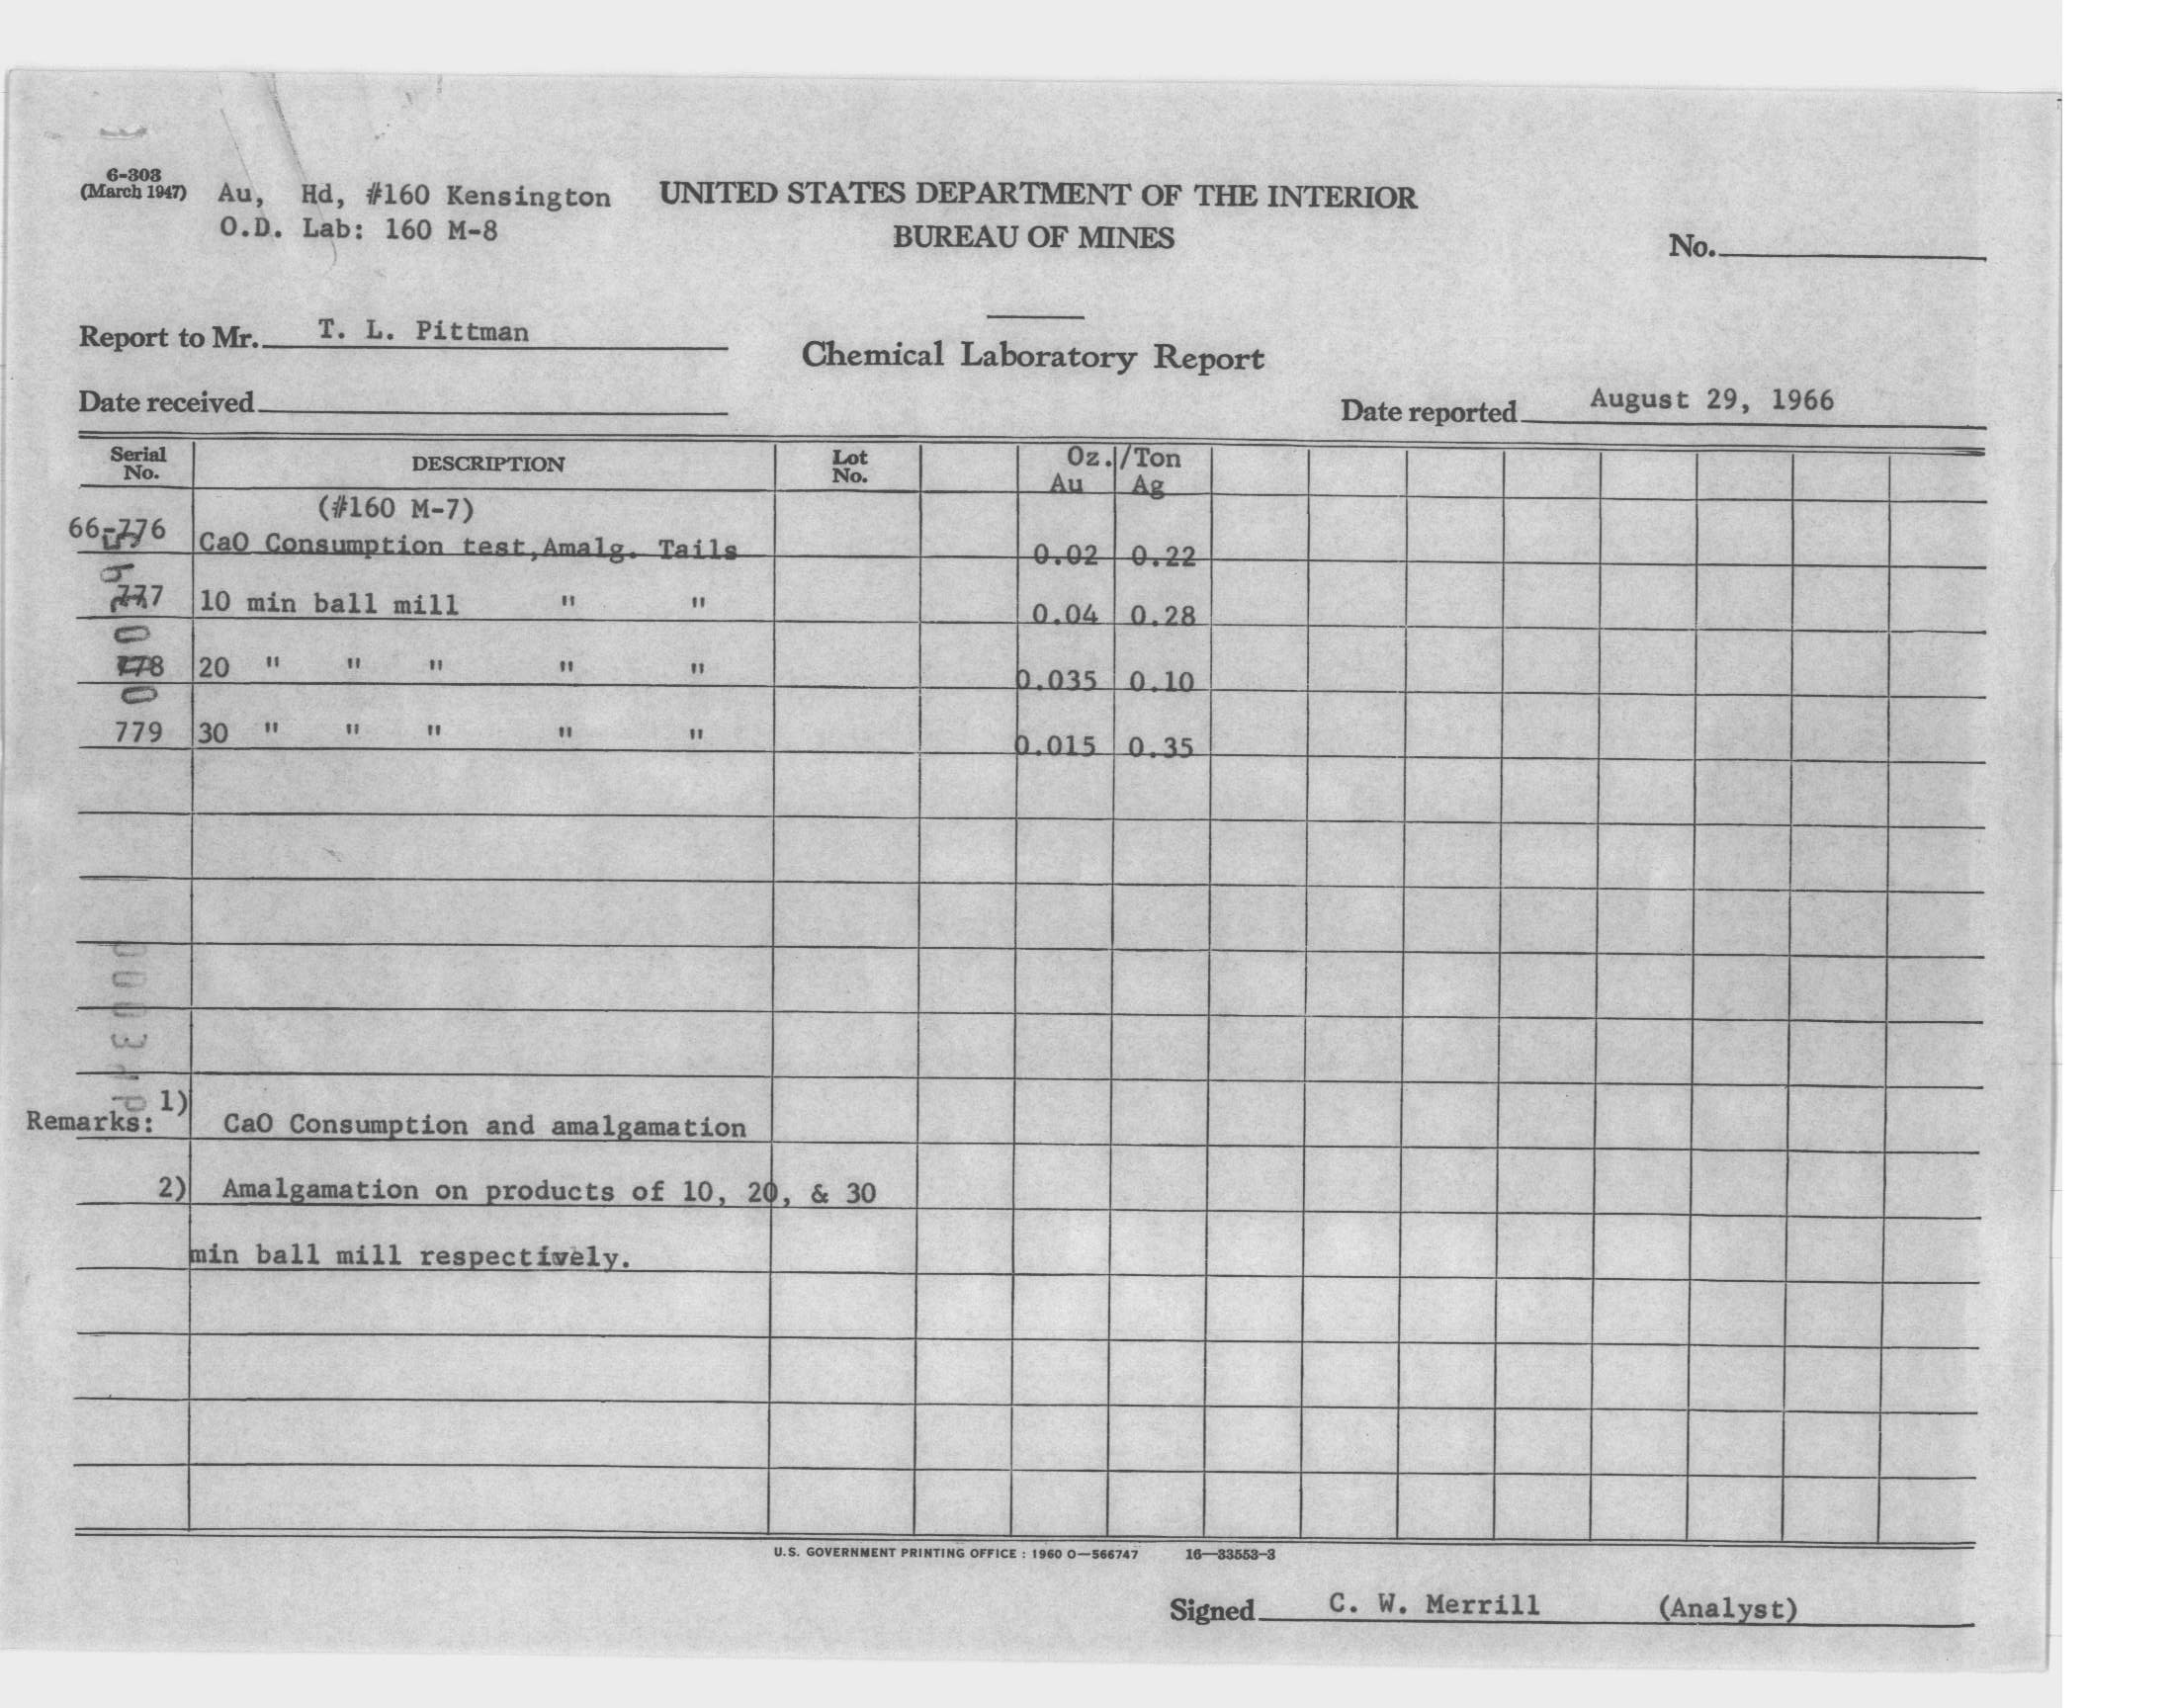 6-303
(March 1947)
Au, Hd, #160 Kensington
O.D. Lab: 160 M-8
UNITED STATES DEPARTMENT OF THE INTERIOR
BUREAU OF MINES
No.
Report to Mr. T. L. Pittman
Chemical Laboratory Report
Date received
Date reported August 29, 1966
Serial No. DESCRIPTION Lot No. Oz./Ton
Au Ag
(#160 M-7)
66-776 CaO Consumption test, Amalg. Tails 0.02 0.22
777 10 min ball mill " " 0.04 0.28
778 20 " " " " " 0.035 0.10
779 30 " " " " " 0.015 0.35
Remarks: 1) CaO Consumption and amalgamation
2) Amalgamation on products of 10, 20, & 30
min ball mill respectively.
U.S. GOVERNMENT PRINTING OFFICE : 1960 O—566747 16—33553-3
Signed C. W. Merrill (Analyst)